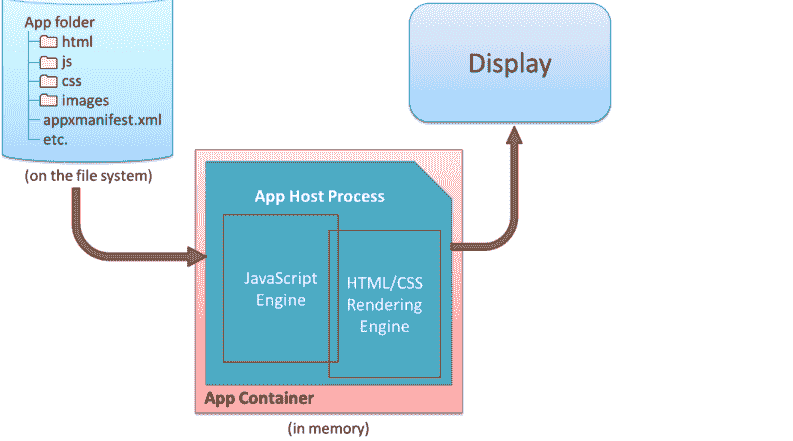 App folder
html
js
css
images
appxmanifest.xml
etc.
(on the file system)
Display
App Host Process
JavaScript
Engine
HTML/CSS
Rendering
Engine
App Container
(in memory)